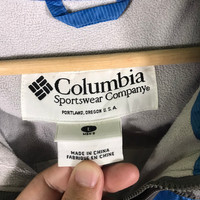 Columbia
Sportswear Company®
PORTLAND, OREGON U.S.A.
L
MADE IN CHINA
FABRIQUÉ EN CHINE